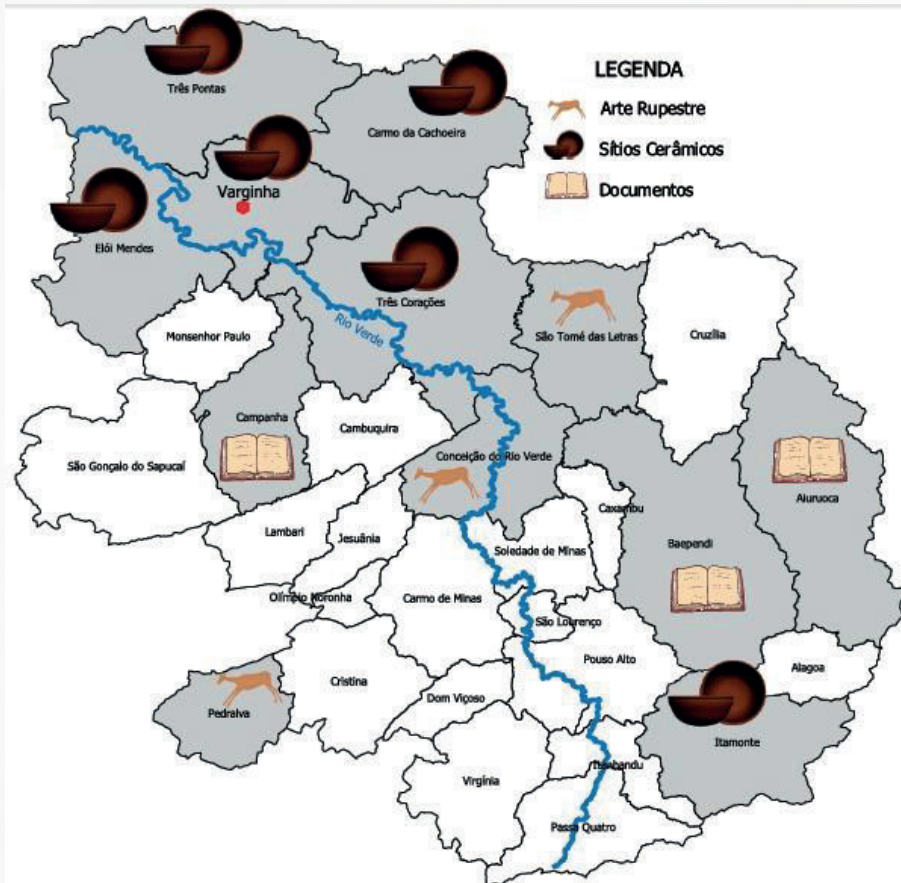 Três Pontas
LEGENDA
Arte Rupestre
Carmo da Cachoeira
Sítios Cerâmicos
Documentos
Varginha
Elói Mendes
Três Corações
São Tomé das Letras
Cruzília
Rio Verde
Monsenhor Paulo
Campanha
Cambuquira
Conceição do Rio Verde
São Gonçalo do Sapucaí
Aiuruoca
Caxambu
Lambari
Jesuânia
Soledade de Minas
Baependi
Olímpio Noronha
Carmo de Minas
São Lourenço
Pouso Alto
Alagoa
Cristina
Dom Viçoso
Pedralva
Itamonte
Itanhandu
Virgínia
Passa Quatro